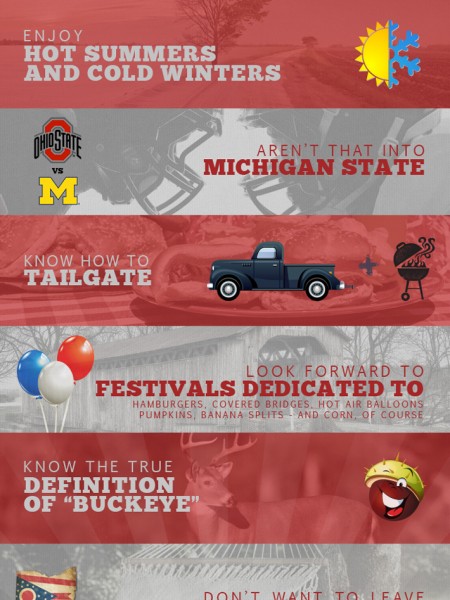 ENJOY
HOT SUMMERS
AND COLD WINTERS
OHIO STATE
VS
M
AREN'T THAT INTO
MICHIGAN STATE
KNOW HOW TO
TAILGATE
LOOK FORWARD TO
FESTIVALS DEDICATED TO
HAMBURGERS, COVERED BRIDGES, HOT AIR BALLOONS
PUMPKINS, BANANA SPLITS - AND CORN, OF COURSE
KNOW THE TRUE
DEFINITION
OF “BUCKEYE”
DON'T WANT TO LEAVE